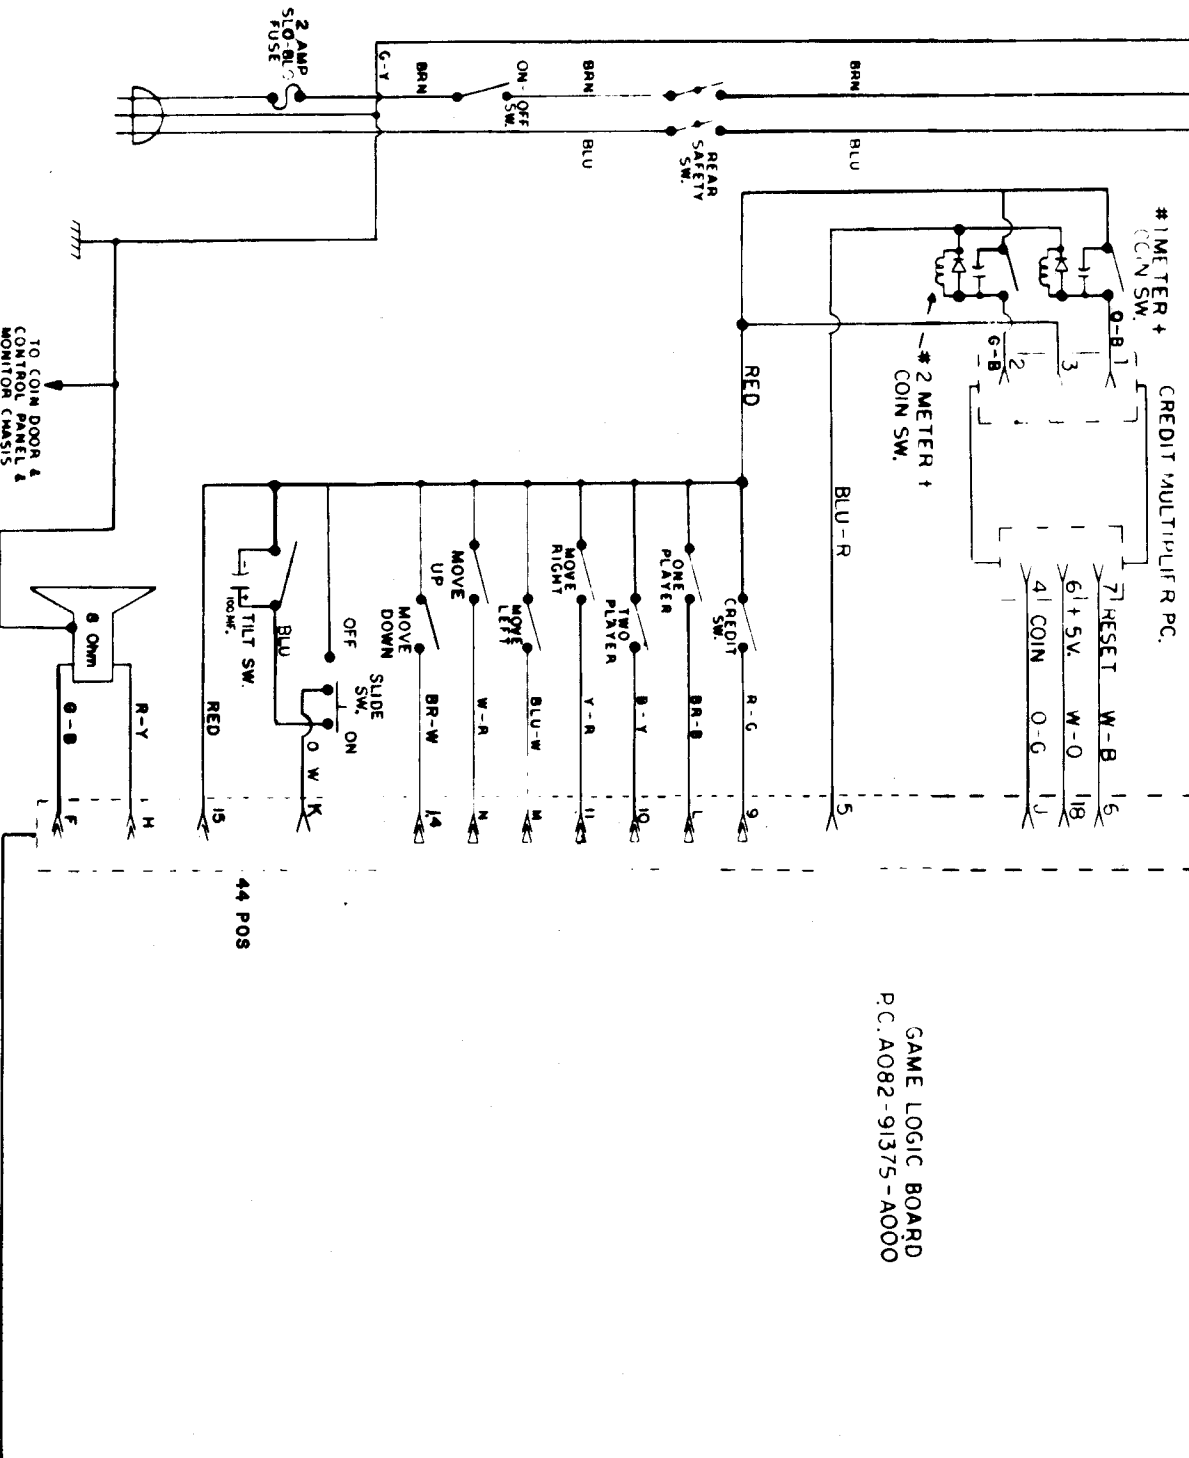 2 AMP
SLO-BLO
FUSE
G-Y
BRN
ON-OFF
SW.
BRN
BLU
REAR
SAFETY
SW.
BRN
BLU
# 1 METER +
COIN SW.
O-B
1
3
2
G-B
# 2 METER +
COIN SW.
CREDIT MULTIPLIER P.C.
7 RESET W-B 6
6 + 5V. W-O 18
4 COIN O-G J
RED
BLU-R
5
CREDIT
SW.
R-G
9
ONE
PLAYER
BR-B
L
TWO
PLAYER
B-Y
10
MOVE
RIGHT
Y-R
11
MOVE
LEFT
BLU-W
M
MOVE
UP
W-R
N
MOVE
DOWN
BR-W
14
OFF
SLIDE
SW.
ON
O W
K
BLU
TILT SW.
100 MF.
RED
15
TO COIN DOOR &
CONTROL PANEL &
MONITOR CHASIS
8 Ohm
R-Y
H
F
44 POS
GAME LOGIC BOARD
P.C. A082-91375-A000